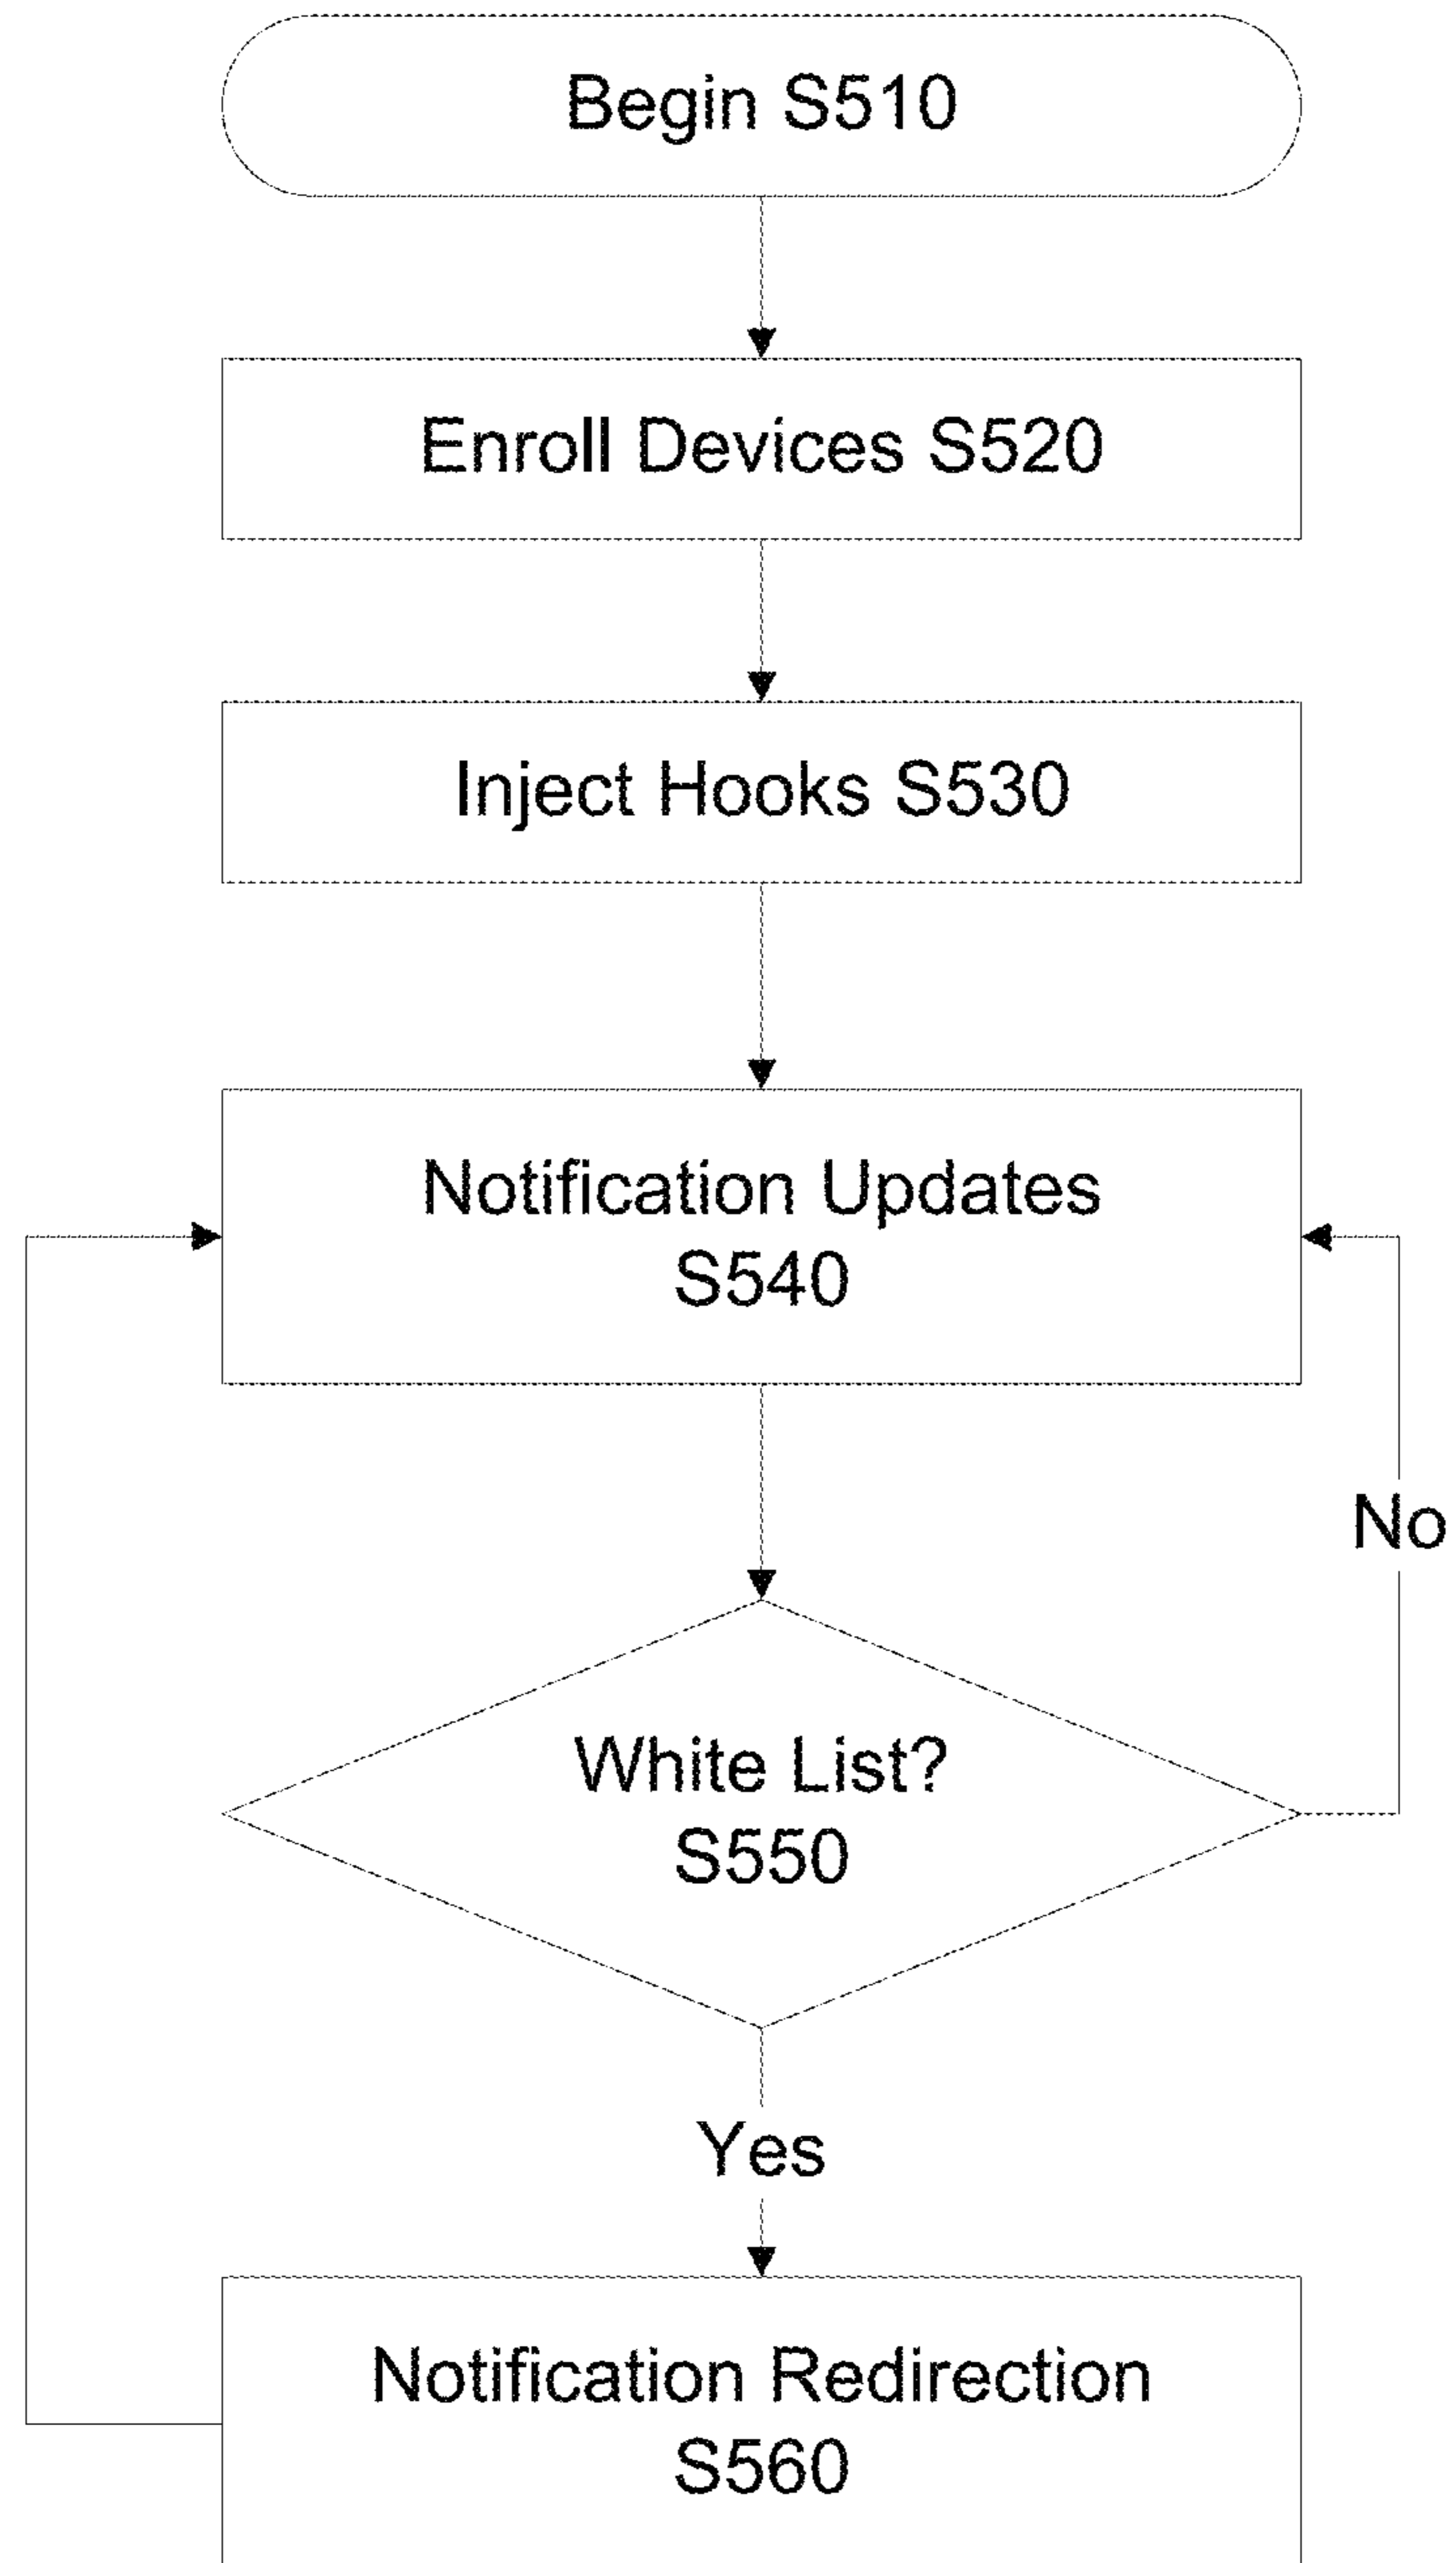 Begin S510
Enroll Devices S520
Inject Hooks S530
Notification Updates
S540
No
White List?
S550
Yes
Notification Redirection
S560